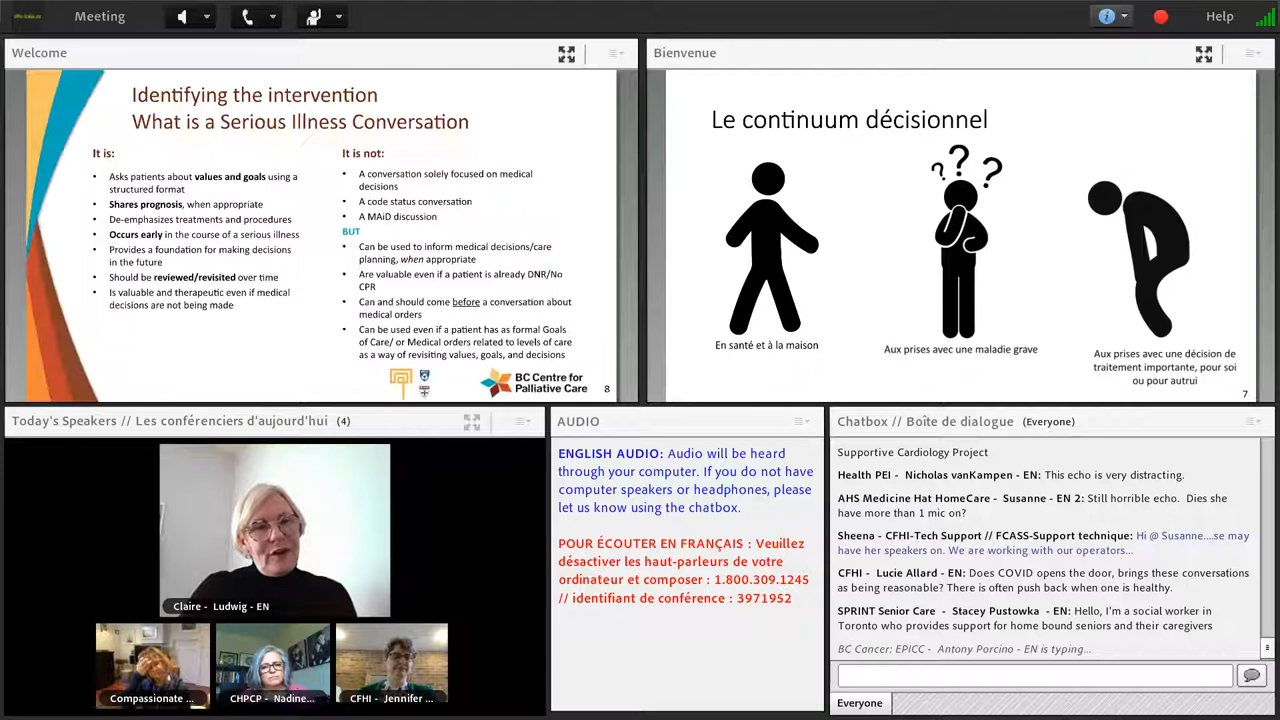 Meeting
Help
Welcome
Identifying the intervention
What is a Serious Illness Conversation
It is:
• Asks patients about values and goals using a
structured format
• Shares prognosis, when appropriate
• De-emphasizes treatments and procedures
• Occurs early in the course of a serious illness
• Provides a foundation for making decisions
in the future
• Should be reviewed/revisited over time
• Is valuable and therapeutic even if medical
decisions are not being made
It is not:
• A conversation solely focused on medical
decisions
• A code status conversation
• A MAiD discussion
BUT
• Can be used to inform medical decisions/care
planning, when appropriate
• Are valuable even if a patient is already DNR/No
CPR
• Can and should come before a conversation about
medical orders
• Can be used even if a patient has as formal Goals
of Care/ or Medical orders related to levels of care
as a way of revisiting values, goals, and decisions
BC Centre for
Palliative Care
8
Bienvenue
Le continuum décisionnel
? ? ?
En santé et à la maison
Aux prises avec une maladie grave
Aux prises avec une décision de
traitement importante, pour soi
ou pour autrui
7
Today's Speakers // Les conférenciers d'aujourd'hui (4)
Claire - Ludwig - EN
Compassionate ...
CHPCP - Nadine...
CFHI - Jennifer ...
AUDIO
ENGLISH AUDIO: Audio will be heard
through your computer. If you do not have
computer speakers or headphones, please
let us know using the chatbox.
POUR ÉCOUTER EN FRANÇAIS : Veuillez
désactiver les haut-parleurs de votre
ordinateur et composer : 1.800.309.1245
// identifiant de conférence : 3971952
Chatbox // Boîte de dialogue (Everyone)
Supportive Cardiology Project
Health PEI - Nicholas vanKampen - EN: This echo is very distracting.
AHS Medicine Hat HomeCare - Susanne - EN 2: Still horrible echo. Dies she
have more than 1 mic on?
Sheena - CFHI-Tech Support // FCASS-Support technique: Hi @ Susanne....se may
have her speakers on. We are working with our operators...
CFHI - Lucie Allard - EN: Does COVID opens the door, brings these conversations
as being reasonable? There is often push back when one is healthy.
SPRINT Senior Care - Stacey Pustowka - EN: Hello, I'm a social worker in
Toronto who provides support for home bound seniors and their caregivers
BC Cancer: EPICC - Antony Porcino - EN is typing...
Everyone